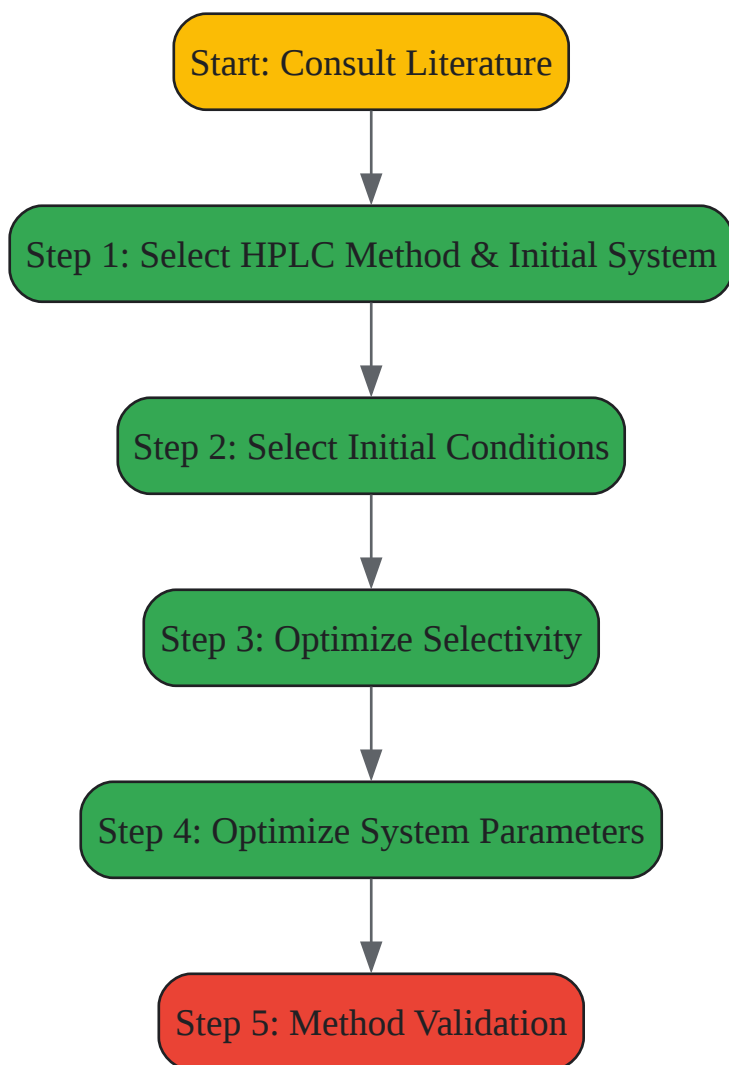 Start: Consult Literature
Step 1: Select HPLC Method & Initial System
Step 2: Select Initial Conditions
Step 3: Optimize Selectivity
Step 4: Optimize System Parameters
Step 5: Method Validation